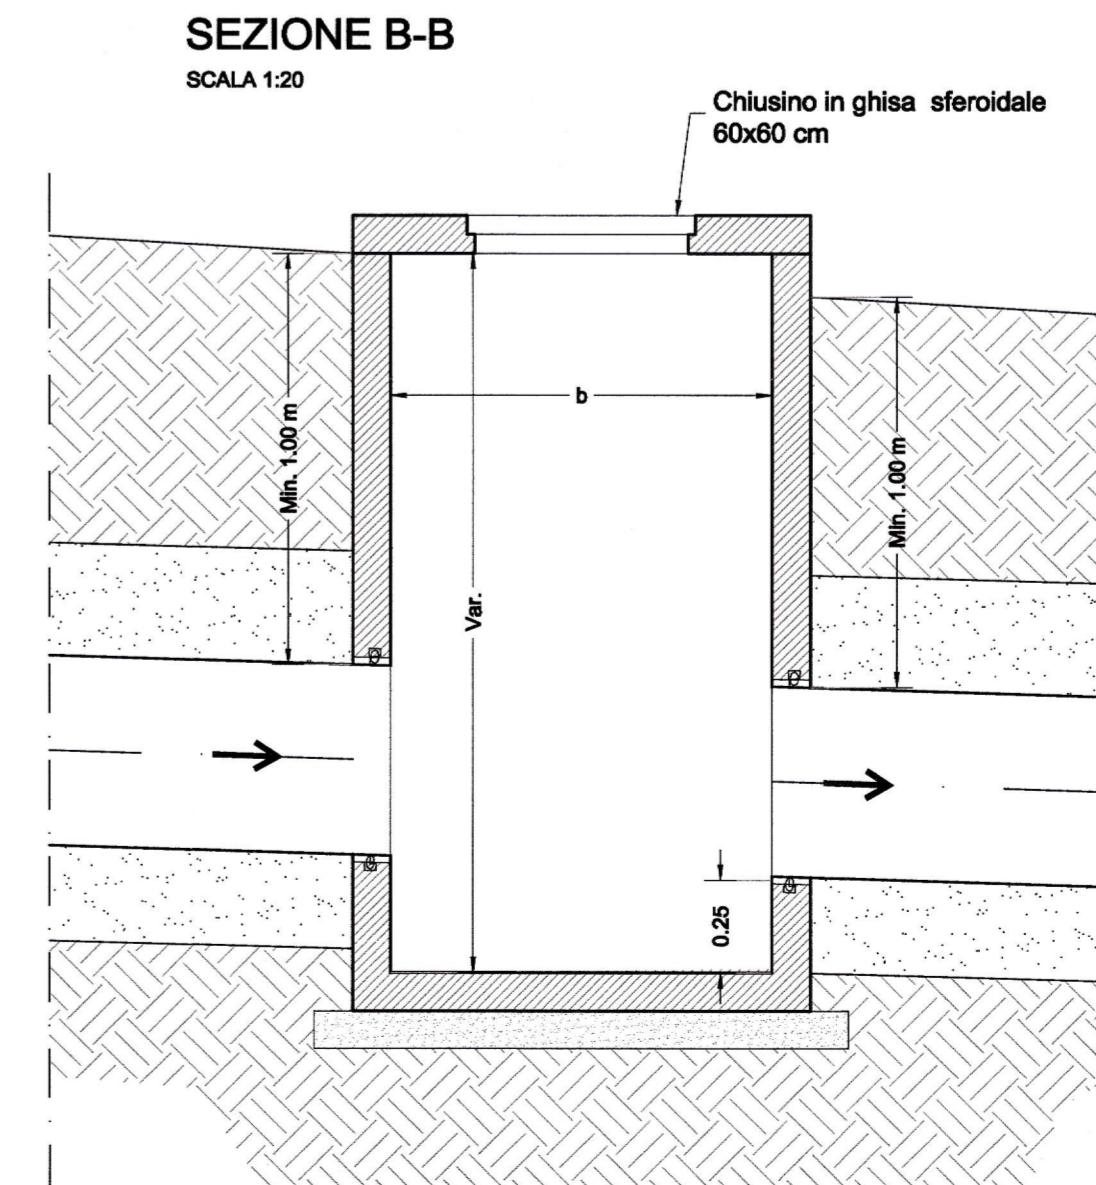 SEZIONE B-B
SCALA 1:20
Chiusino in ghisa sferoidale
60x60 cm
b
Min. 1.00 m
Min. 1.00 m
Var.
0.25